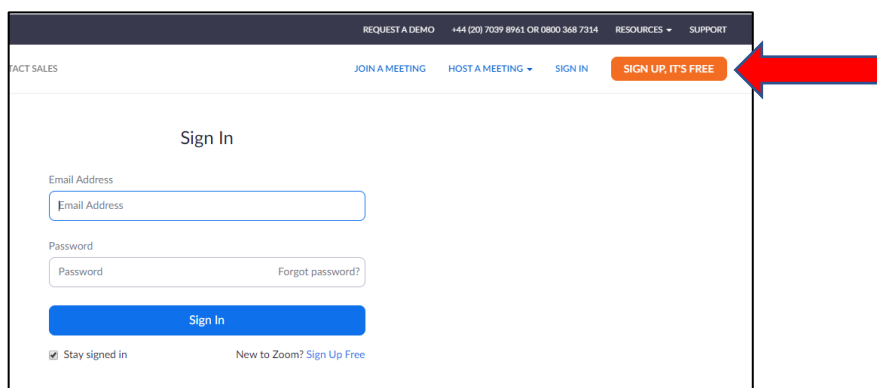 REQUEST A DEMO +44 (20) 7039 8961 OR 0800 368 7314 RESOURCES SUPPORT
TACT SALES JOIN A MEETING HOST A MEETING SIGN IN SIGN UP, IT'S FREE
Sign In
Email Address
Email Address
Password
Password Forgot password?
Sign In
Stay signed in New to Zoom? Sign Up Free